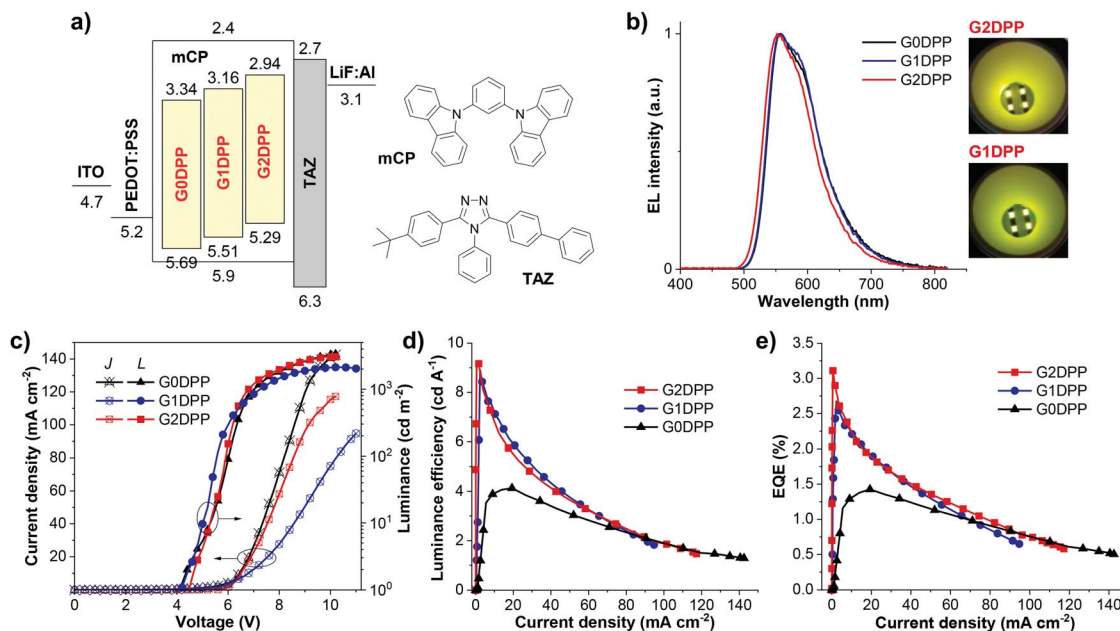 a)
2.4
mCP
2.7
LiF:Al
3.1
3.34
3.16
2.94
PEDOT:PSS
G0DPP
G1DPP
G2DPP
TAZ
ITO
4.7
5.2
5.69
5.51
5.29
5.9
6.3
N
N
mCP
N N
N
TAZ
b)
EL intensity (a.u.)
1
0
G0DPP
G1DPP
G2DPP
400 500 600 700 800
Wavelength (nm)
G2DPP
G1DPP
c)
Current density (mA cm-2)
140
120
100
80
60
40
20
J L
G0DPP
G1DPP
G2DPP
10³
10²
10¹
10⁰
Luminance (cd m-2)
0 2 4 6 8 10
Voltage (V)
d)
Luminance efficiency (cd A-1)
10
8
6
4
2
0
G2DPP
G1DPP
G0DPP
0 20 40 60 80 100 120 140
Current density (mA cm-2)
e)
EQE (%)
3.5
3.0
2.5
2.0
1.5
1.0
0.5
0.0
G2DPP
G1DPP
G0DPP
0 20 40 60 80 100 120 140
Current density (mA cm-2)